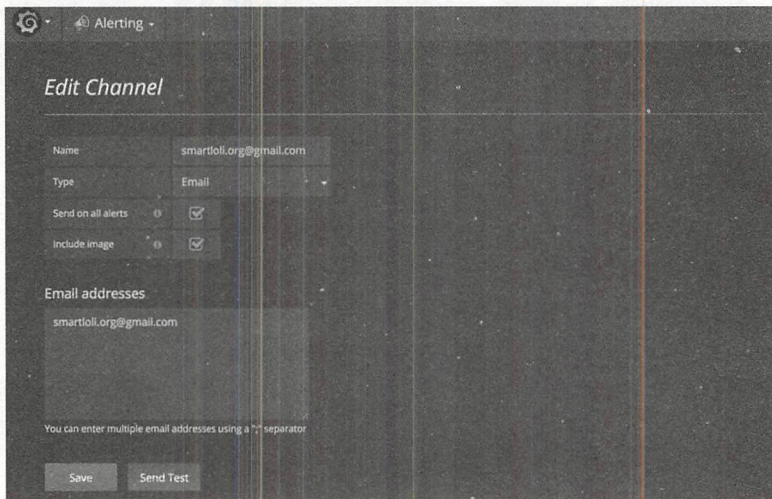 Alerting
Edit Channel
Name smartloli.org@gmail.com
Type Email
Send on all alerts
Include image
Email addresses
smartloli.org@gmail.com
You can enter multiple email addresses using a ";" separator
Save Send Test